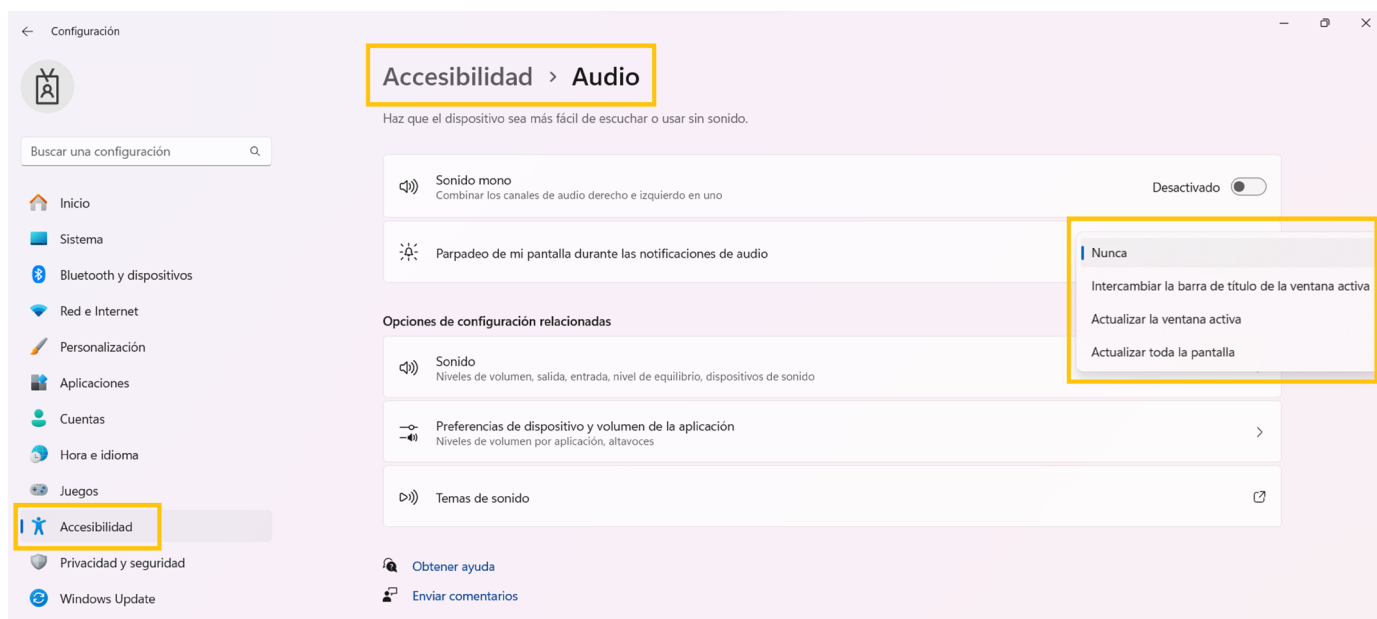 Configuración
Buscar una configuración
Inicio
Sistema
Bluetooth y dispositivos
Red e Internet
Personalización
Aplicaciones
Cuentas
Hora e idioma
Juegos
Accesibilidad
Privacidad y seguridad
Windows Update
Accesibilidad > Audio
Haz que el dispositivo sea más fácil de escuchar o usar sin sonido.
Sonido mono
Combinar los canales de audio derecho e izquierdo en uno
Desactivado
Parpadeo de mi pantalla durante las notificaciones de audio
Nunca
Intercambiar la barra de título de la ventana activa
Actualizar la ventana activa
Actualizar toda la pantalla
Opciones de configuración relacionadas
Sonido
Niveles de volumen, salida, entrada, nivel de equilibrio, dispositivos de sonido
Preferencias de dispositivo y volumen de la aplicación
Niveles de volumen por aplicación, altavoces
Temas de sonido
Obtener ayuda
Enviar comentarios